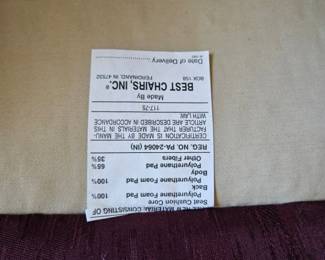 ALL NEW MATERIAL CONSISTING OF
Seat Cushion Core
Polyurethane Foam Pad 100%
Back
Polyurethane Foam Pad 100%
Body
Polyurethane Pad 65%
Other Fibers 35%
REG. NO. PA-24064 (IN)
CERTIFICATION IS MADE BY THE MANU-
FACTURER THAT THE MATERIALS IN THIS
ARTICLE ARE DESCRIBED IN ACCORDANCE
WITH LAW.
117-75
Made By
BEST CHAIRS, INC.®
BOX 158 FERDINAND, IN 47532
Date of Delivery